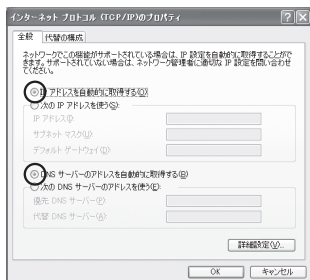 インターネット プロトコル (TCP/IP)のプロパティ
全般 代替の構成
ネットワークでこの機能がサポートされている場合は、IP 設定を自動的に取得することがで
きます。サポートされていない場合は、ネットワーク管理者に適切な IP 設定を問い合わせ
てください。
IP アドレスを自動的に取得する(O)
次の IP アドレスを使う(S):
IP アドレス(I):
サブネット マスク(U):
デフォルト ゲートウェイ(D):
DNS サーバーのアドレスを自動的に取得する(B)
次の DNS サーバーのアドレスを使う(E):
優先 DNS サーバー(P):
代替 DNS サーバー(A):
詳細設定(V)...
OK キャンセル